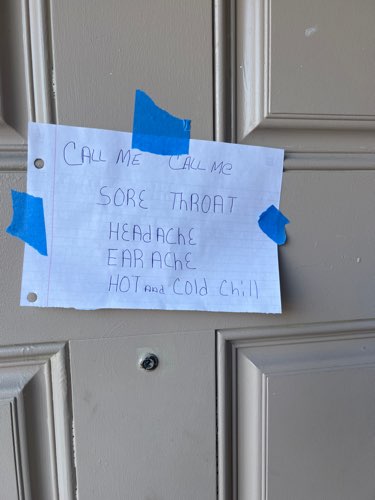 CALL ME CALL Me
SORE ThROAT
HEAdAChE
EAR AChE
HOT And Cold Chill